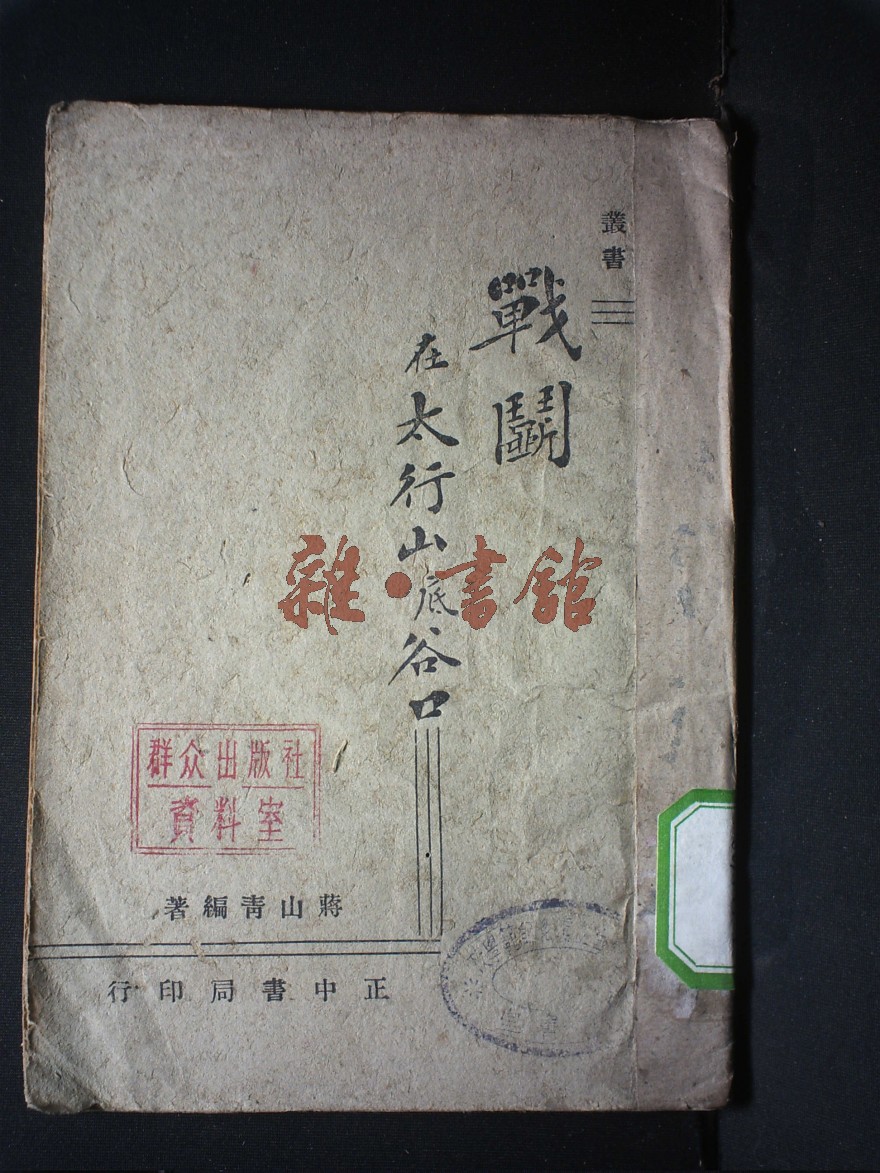 叢書
戰鬭
在太行山底谷口
雜·書館
群众出版社
資料室
蔣山青編著
正中書局印行